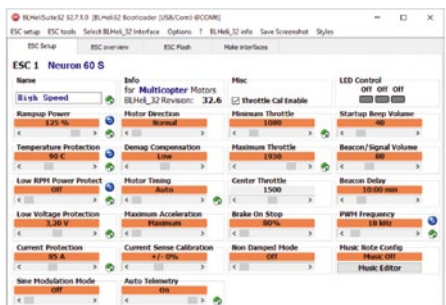 BLHeliSuite32 32.7.1.0 [BLHeli32 Bootloader (USB/Com) @COM6]
ESC setup ESC tools Select BLHeli_32 Interface Options ? BLHeli_32 info Save Screenshot Styles
ESC Setup ESC overview ESC Flash Make interfaces
ESC 1 Neuron 60 S
Name Info Misc LED Control
for Multicopter Motors Off Off Off
High Speed BLHeli_32 Revision: 32.6 Throttle Cal Enable
Rampup Power Motor Direction Minimum Throttle Startup Beep Volume
125 % Normal 1080 40
Temperature Protection Demag Compensation Maximum Throttle Beacon/Signal Volume
90 C Low 1930 80
Low RPM Power Protect Motor Timing Center Throttle Beacon Delay
Off Auto 1500 10:00 min
Low Voltage Protection Maximum Acceleration Brake On Stop PWM Frequency
3,20 V Maximum 80% 18 kHz
Current Protection Current Sense Calibration Non Damped Mode Music Note Config
85 A +/- 0% Off Music Off
Music Editor
Sine Modulation Mode Auto Telemetry
Off On